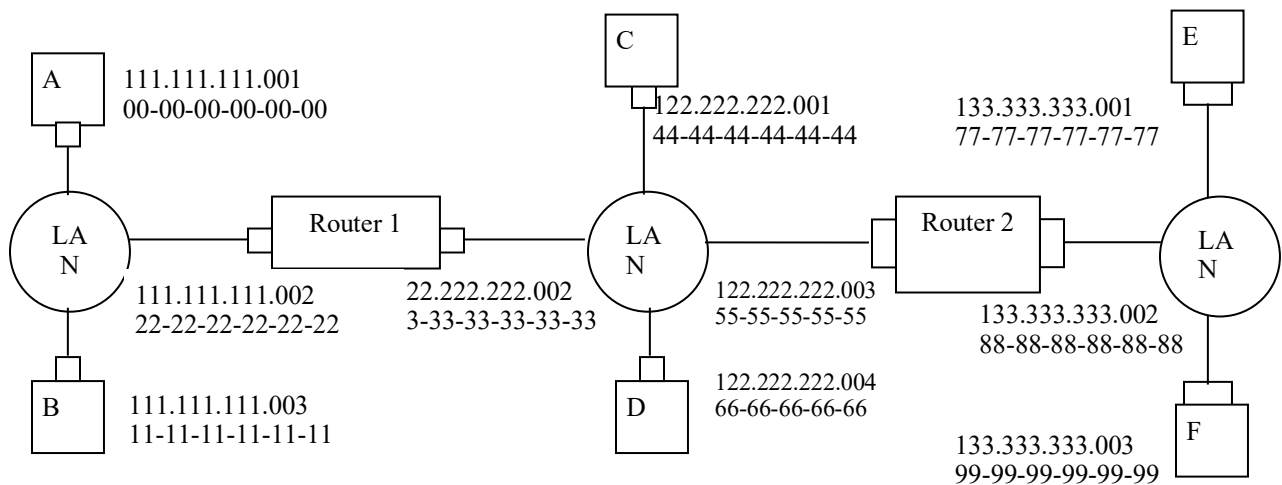 A
111.111.111.001
00-00-00-00-00-00
C
122.222.222.001
44-44-44-44-44-44
E
133.333.333.001
77-77-77-77-77-77
LA
N
Router 1
LA
N
Router 2
LA
N
111.111.111.002
22-22-22-22-22-22
22.222.222.002
3-33-33-33-33-33
122.222.222.003
55-55-55-55-55
133.333.333.002
88-88-88-88-88-88
B
111.111.111.003
11-11-11-11-11-11
D
122.222.222.004
66-66-66-66-66
F
133.333.333.003
99-99-99-99-99-99